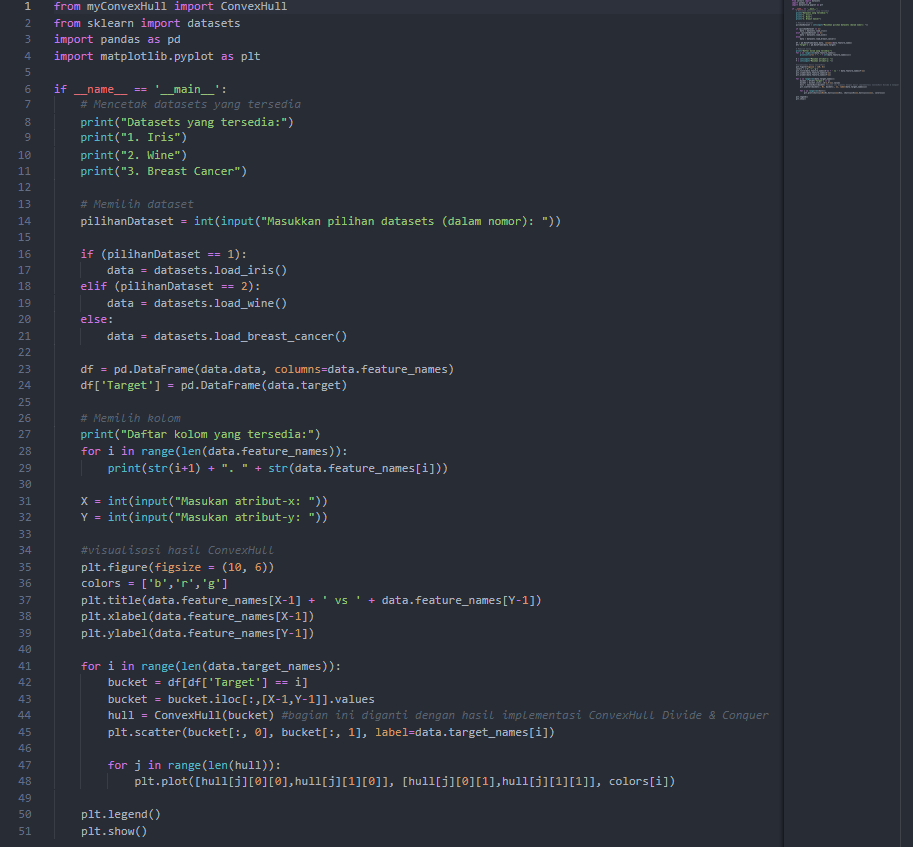 1 from myConvexHull import ConvexHull
2 from sklearn import datasets
3 import pandas as pd
4 import matplotlib.pyplot as plt
5
6 if __name__ == '__main__':
7 # Mencetak datasets yang tersedia
8 print("Datasets yang tersedia:")
9 print("1. Iris")
10 print("2. Wine")
11 print("3. Breast Cancer")
12
13 # Memilih dataset
14 pilihanDataset = int(input("Masukkan pilihan datasets (dalam nomor): "))
15
16 if (pilihanDataset == 1):
17 data = datasets.load_iris()
18 elif (pilihanDataset == 2):
19 data = datasets.load_wine()
20 else:
21 data = datasets.load_breast_cancer()
22
23 df = pd.DataFrame(data.data, columns=data.feature_names)
24 df['Target'] = pd.DataFrame(data.target)
25
26 # Memilih kolom
27 print("Daftar kolom yang tersedia:")
28 for i in range(len(data.feature_names)):
29 print(str(i+1) + ". " + str(data.feature_names[i]))
30
31 X = int(input("Masukan atribut-x: "))
32 Y = int(input("Masukan atribut-y: "))
33
34 #visualisasi hasil ConvexHull
35 plt.figure(figsize = (10, 6))
36 colors = ['b','r','g']
37 plt.title(data.feature_names[X-1] + ' vs ' + data.feature_names[Y-1])
38 plt.xlabel(data.feature_names[X-1])
39 plt.ylabel(data.feature_names[Y-1])
40
41 for i in range(len(data.target_names)):
42 bucket = df[df['Target'] == i]
43 bucket = bucket.iloc[:,[X-1,Y-1]].values
44 hull = ConvexHull(bucket) #bagian ini diganti dengan hasil implementasi ConvexHull Divide & Conquer
45 plt.scatter(bucket[:, 0], bucket[:, 1], label=data.target_names[i])
46
47 for j in range(len(hull)):
48 plt.plot([hull[j][0][0],hull[j][1][0]], [hull[j][0][1],hull[j][1][1]], colors[i])
49
50 plt.legend()
51 plt.show()